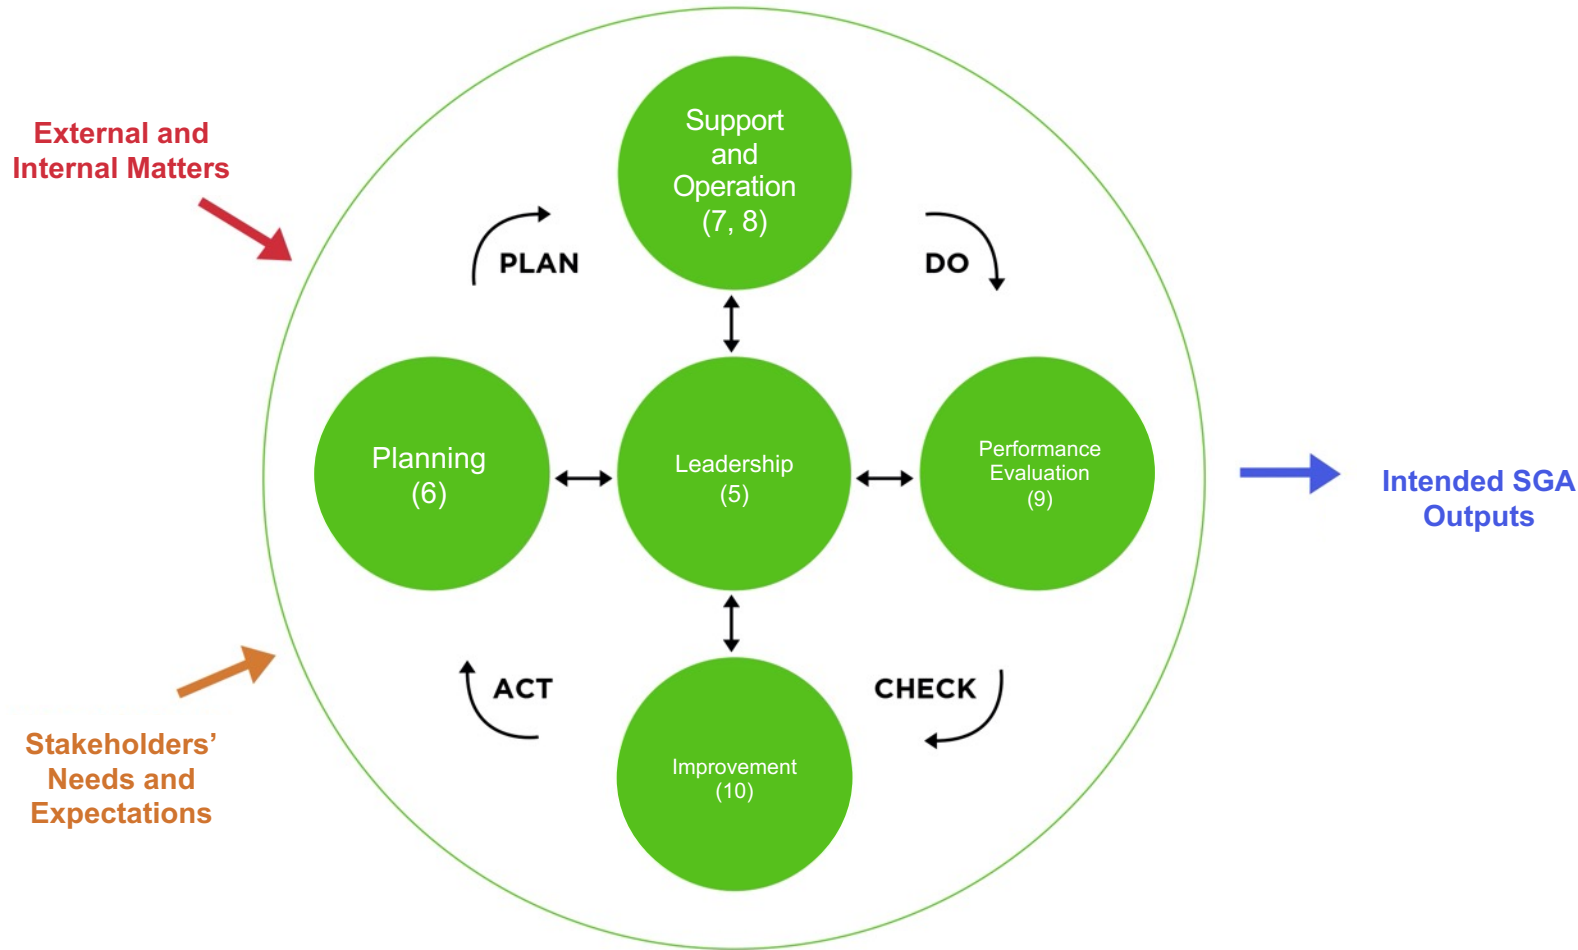 External and
Internal Matters
Support
and
Operation
(7, 8)
PLAN
DO
Planning
(6)
Leadership
(5)
Performance
Evaluation
(9)
Intended SGA
Outputs
ACT
CHECK
Stakeholders’
Needs and
Expectations
Improvement
(10)